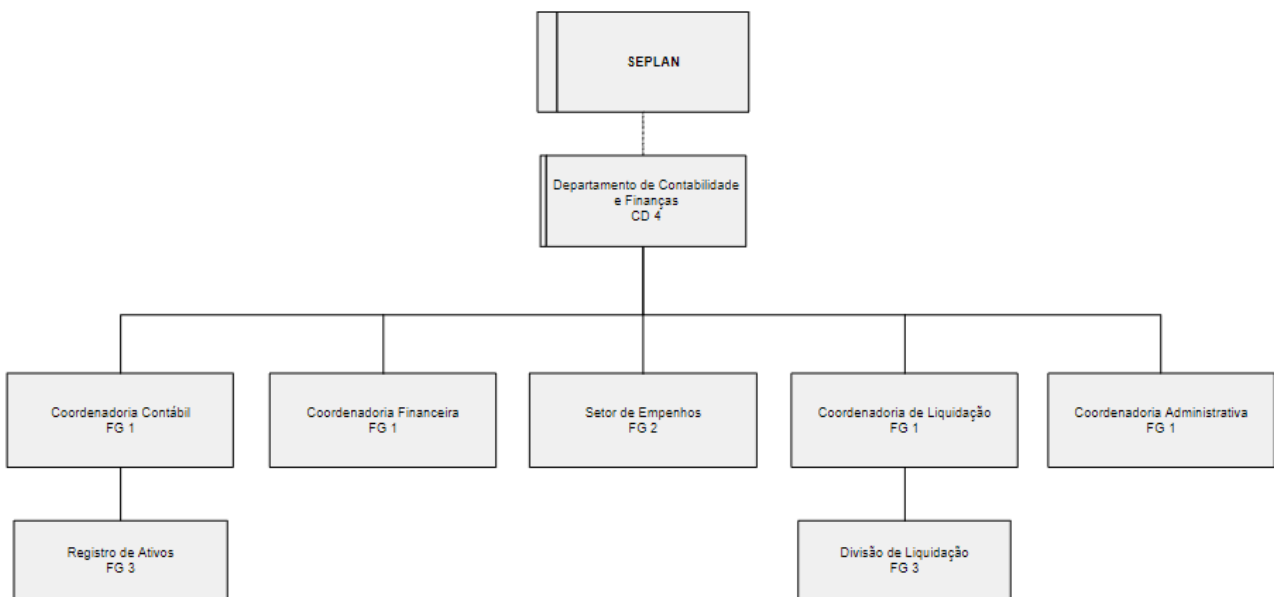 SEPLAN
Departamento de Contabilidade
e Finanças
CD 4
Coordenadoria Contábil
FG 1
Coordenadoria Financeira
FG 1
Setor de Empenhos
FG 2
Coordenadoria de Liquidação
FG 1
Coordenadoria Administrativa
FG 1
Registro de Ativos
FG 3
Divisão de Liquidação
FG 3